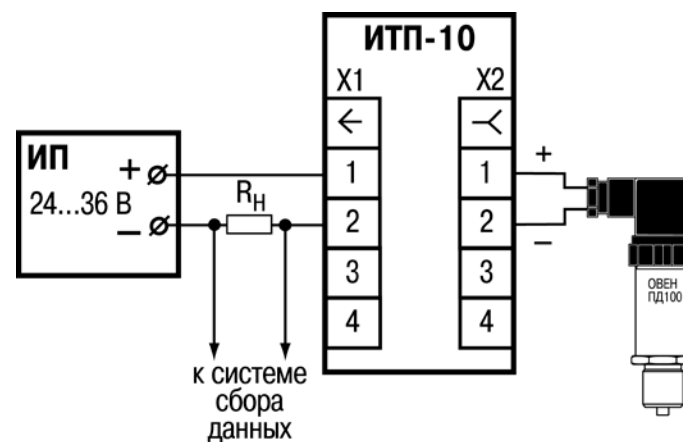 ИТП-10
X1
X2
ИП
24...36 В
+
−
RН
1
2
3
4
1
2
3
4
+
−
ОВЕН
ПД100
к системе
сбора
данных